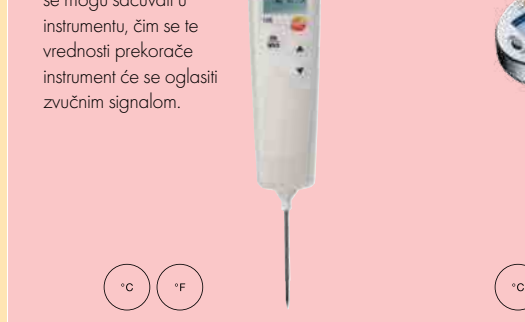 se mogu sačuvati u
instrumentu, čim se te
vrednosti prekorače
instrument će se oglasiti
zvučnim signalom.
°C °F
°C